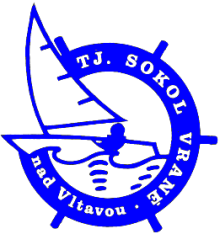 TJ. SOKOL VRANÉ
nad Vltavou •